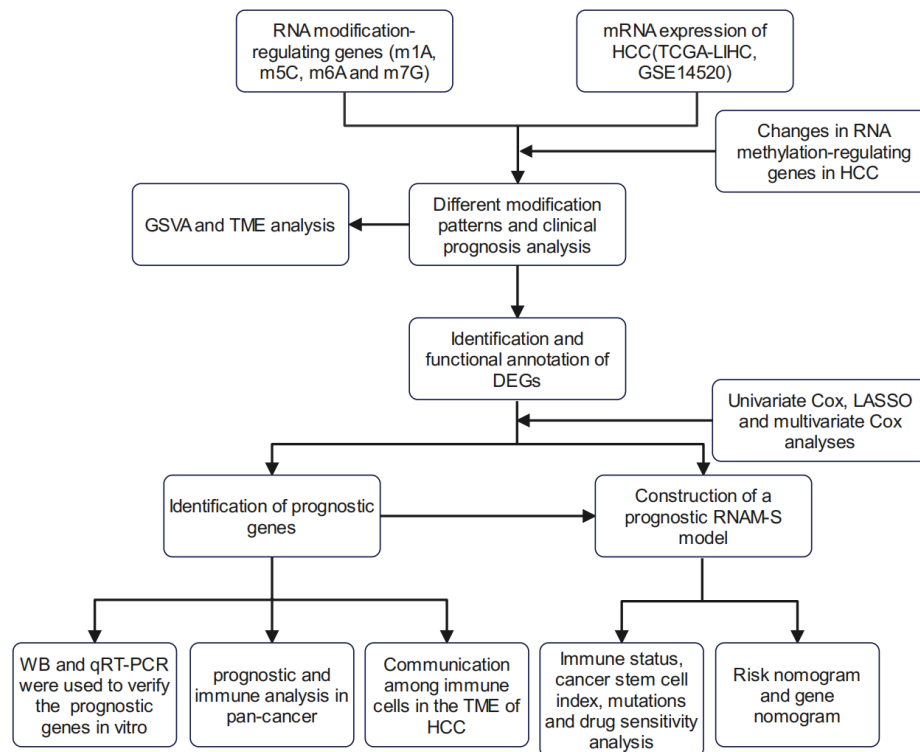 RNA modification-
regulating genes (m1A,
m5C, m6A and m7G)
mRNA expression of
HCC(TCGA-LIHC,
GSE14520)
Changes in RNA
methylation-regulating
genes in HCC
GSVA and TME analysis
Different modification
patterns and clinical
prognosis analysis
Identification and
functional annotation of
DEGs
Univariate Cox, LASSO
and multivariate Cox
analyses
Identification of prognostic
genes
Construction of a
prognostic RNAM-S
model
WB and qRT-PCR
were used to verify
the prognostic
genes in vitro
prognostic and
immune analysis in
pan-cancer
Communication
among immune
cells in the TME of
HCC
Immune status,
cancer stem cell
index, mutations
and drug sensitivity
analysis
Risk nomogram
and gene
nomogram